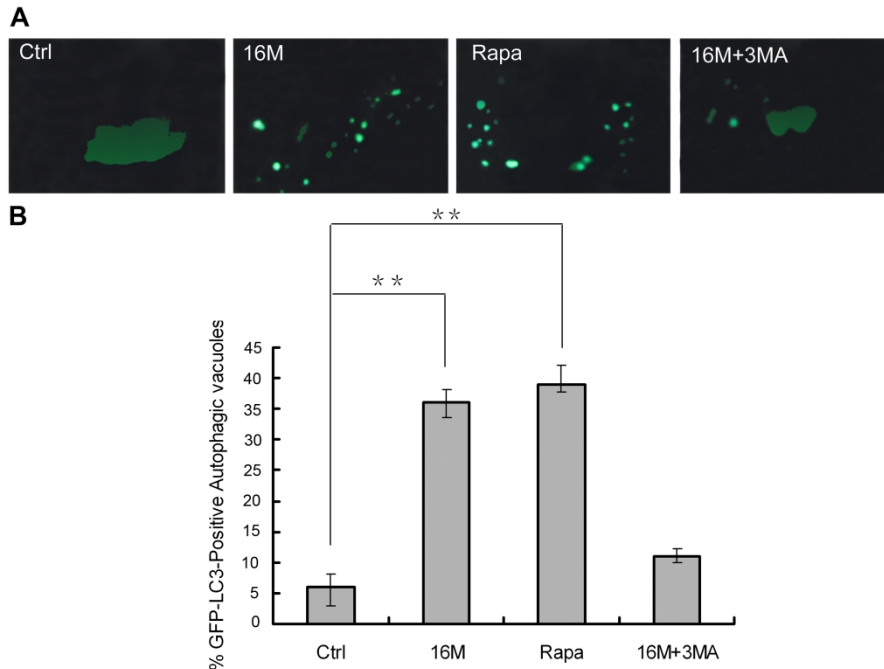 A
Ctrl 16M Rapa 16M+3MA
B
**
**
% GFP-LC3-Positive Autophagic vacuoles
45
40
35
30
25
20
15
10
5
0
Ctrl 16M Rapa 16M+3MA